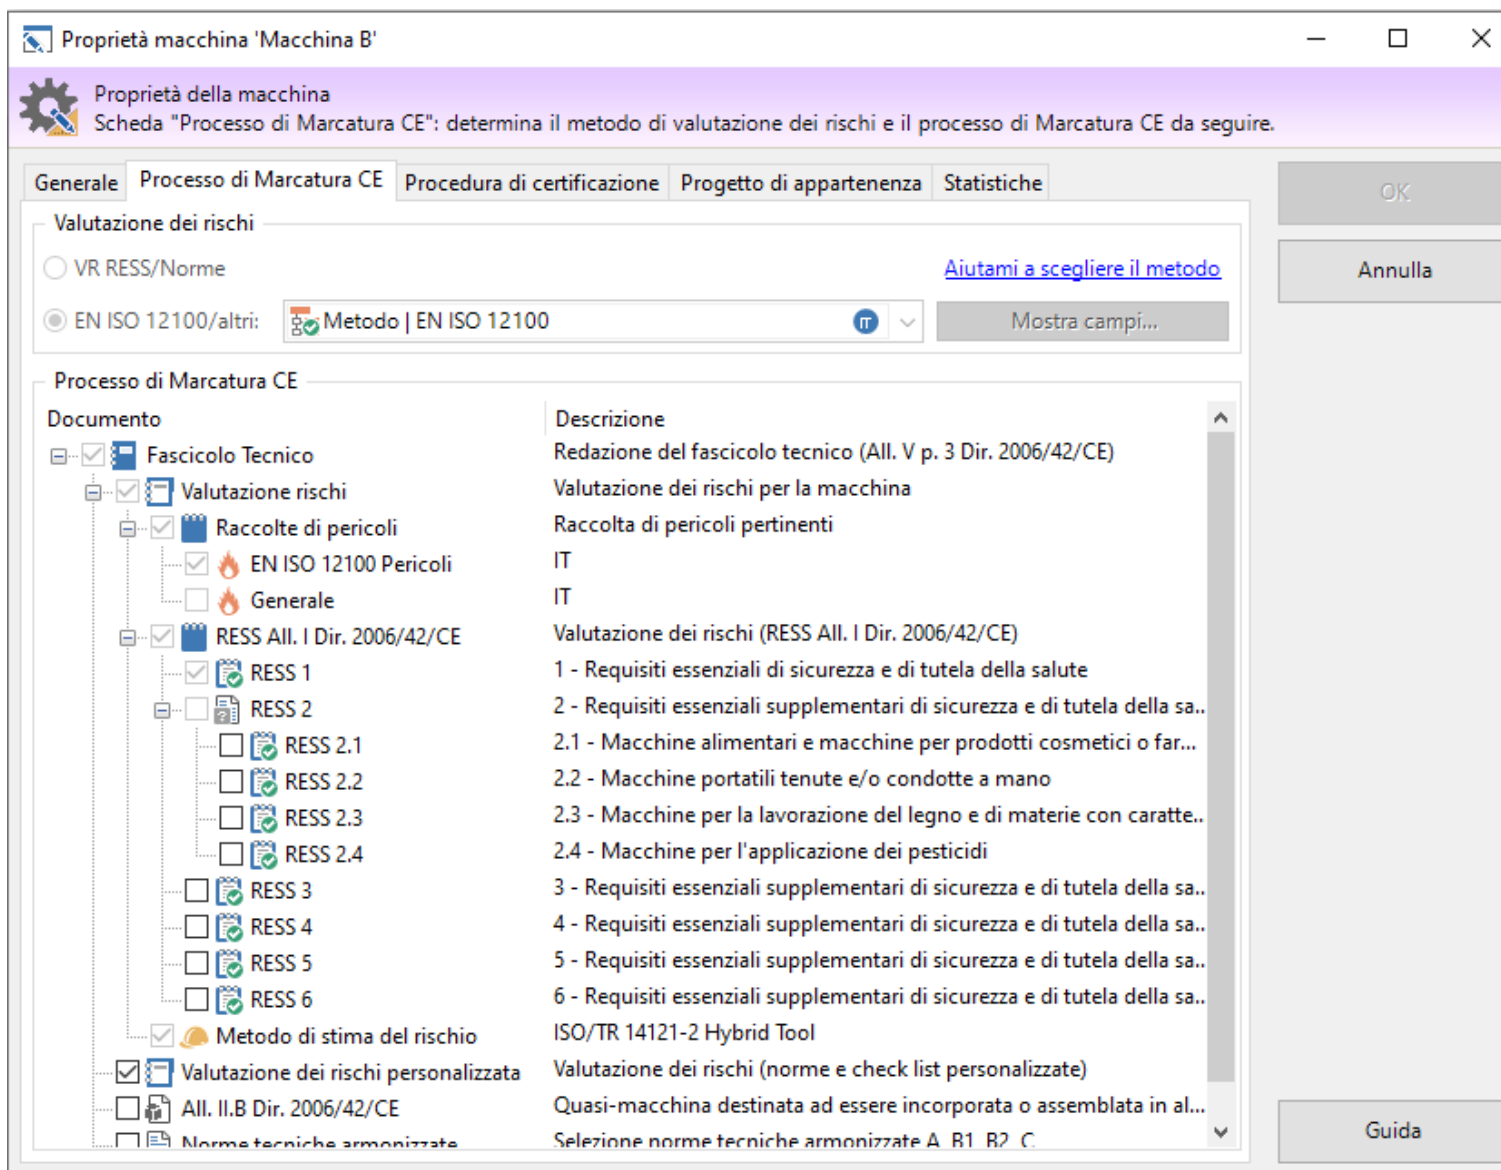 Proprietà macchina 'Macchina B'
Proprietà della macchina
Scheda "Processo di Marcatura CE": determina il metodo di valutazione dei rischi e il processo di Marcatura CE da seguire.
Generale Processo di Marcatura CE Procedura di certificazione Progetto di appartenenza Statistiche
OK
Annulla
Valutazione dei rischi
VR RESS/Norme Aiutami a scegliere il metodo
EN ISO 12100/altri: Metodo | EN ISO 12100 IT Mostra campi...
Processo di Marcatura CE
Documento Descrizione
Fascicolo Tecnico Redazione del fascicolo tecnico (All. V p. 3 Dir. 2006/42/CE)
Valutazione rischi Valutazione dei rischi per la macchina
Raccolte di pericoli Raccolta di pericoli pertinenti
EN ISO 12100 Pericoli IT
Generale IT
RESS All. I Dir. 2006/42/CE Valutazione dei rischi (RESS All. I Dir. 2006/42/CE)
RESS 1 1 - Requisiti essenziali di sicurezza e di tutela della salute
RESS 2 2 - Requisiti essenziali supplementari di sicurezza e di tutela della sa..
RESS 2.1 2.1 - Macchine alimentari e macchine per prodotti cosmetici o far...
RESS 2.2 2.2 - Macchine portatili tenute e/o condotte a mano
RESS 2.3 2.3 - Macchine per la lavorazione del legno e di materie con caratte..
RESS 2.4 2.4 - Macchine per l'applicazione dei pesticidi
RESS 3 3 - Requisiti essenziali supplementari di sicurezza e di tutela della sa..
RESS 4 4 - Requisiti essenziali supplementari di sicurezza e di tutela della sa..
RESS 5 5 - Requisiti essenziali supplementari di sicurezza e di tutela della sa..
RESS 6 6 - Requisiti essenziali supplementari di sicurezza e di tutela della sa..
Metodo di stima del rischio ISO/TR 14121-2 Hybrid Tool
Valutazione dei rischi personalizzata Valutazione dei rischi (norme e check list personalizzate)
All. II.B Dir. 2006/42/CE Quasi-macchina destinata ad essere incorporata o assemblata in al...
Norme tecniche armonizzate Selezione norme tecniche armonizzate A, B1, B2, C
Guida